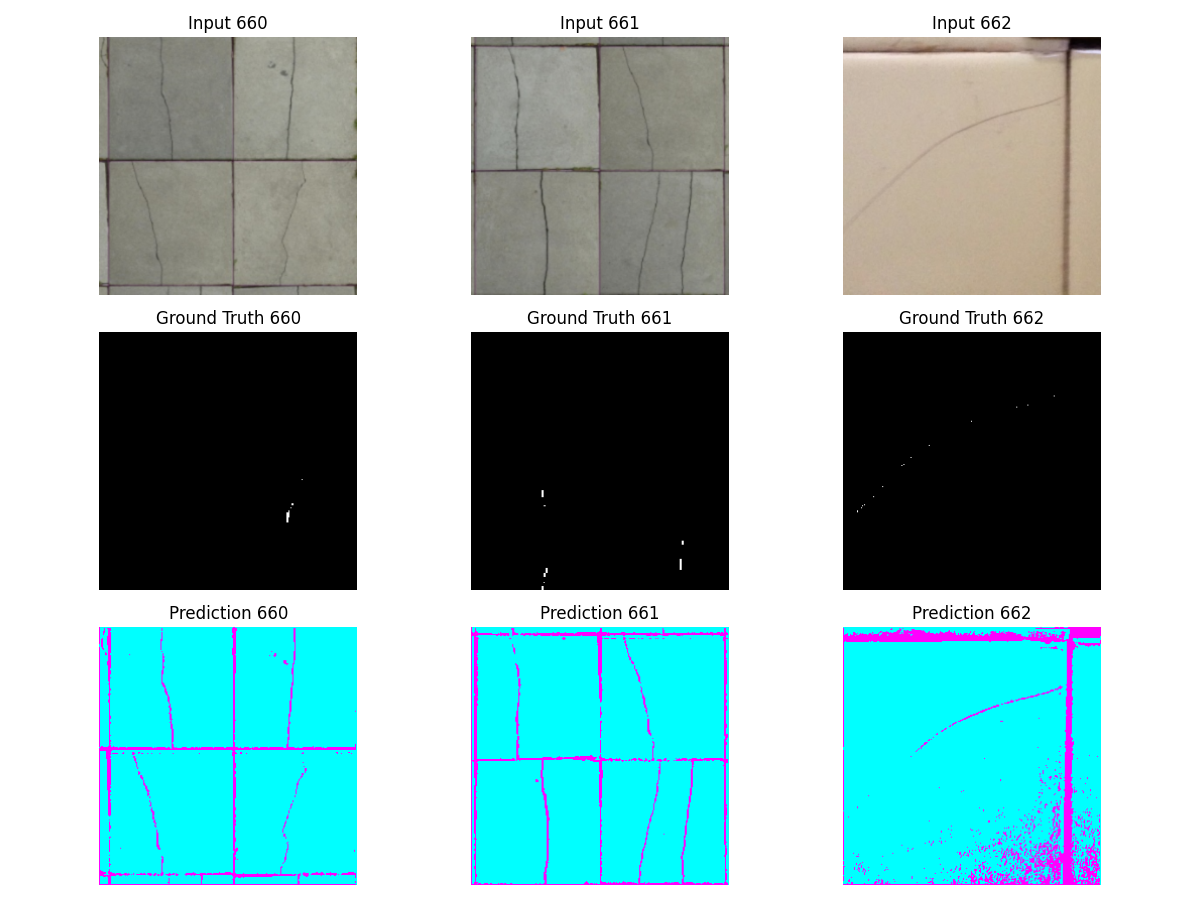 Input 660
Input 661
Input 662
Ground Truth 660
Ground Truth 661
Ground Truth 662
Prediction 660
Prediction 661
Prediction 662